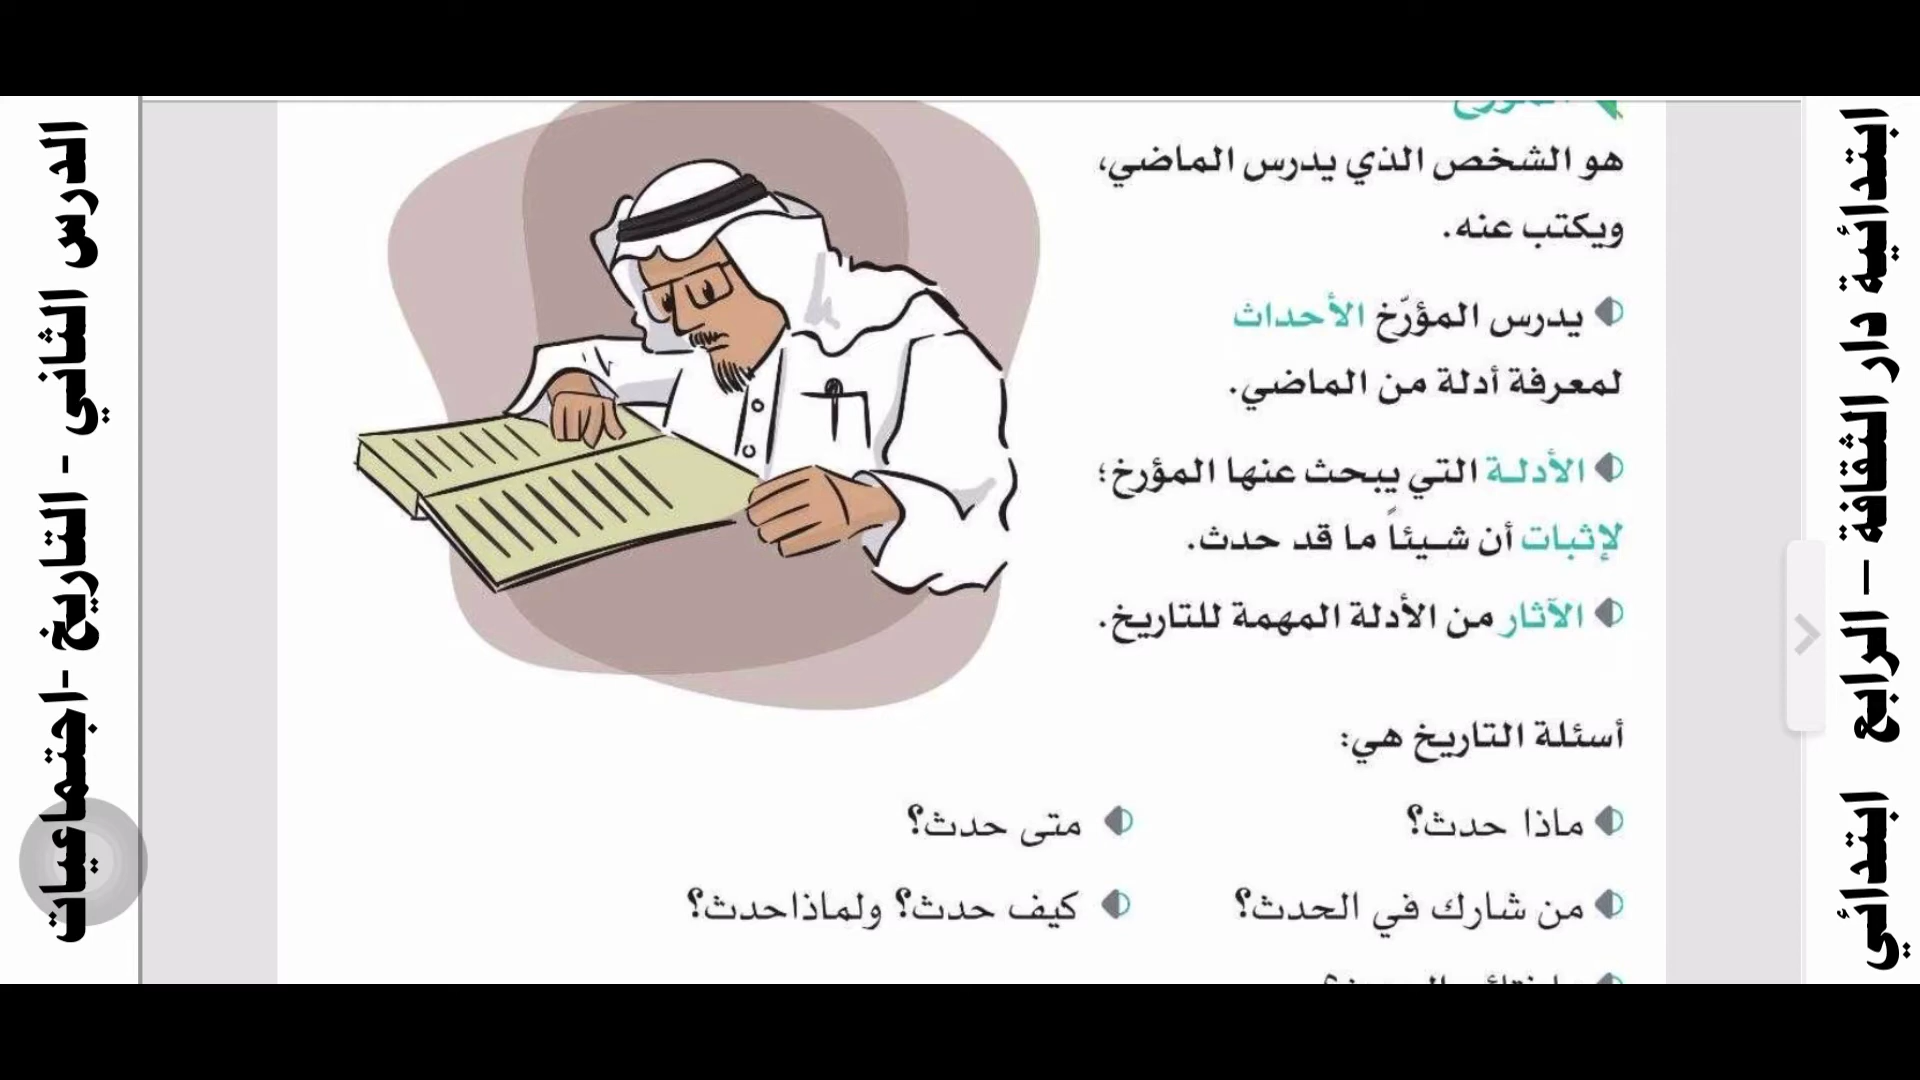 هو الشخص الذي يدرس الماضي،
ويكتب عنه.
يدرس المؤرّخ الأحداث
لمعرفة أدلة من الماضي.
الأدلة التي يبحث عنها المؤرخ؛
لإثبات أن شيئاً ما قد حدث.
الآثار من الأدلة المهمة للتاريخ.
أسئلة التاريخ هي:
ماذا حدث؟
متى حدث؟
من شارك في الحدث؟
كيف حدث؟ ولماذا حدث؟
ابتدائية دار الثقافة – الرابع ابتدائي
الدرس الثاني - التاريخ -اجتماعيات